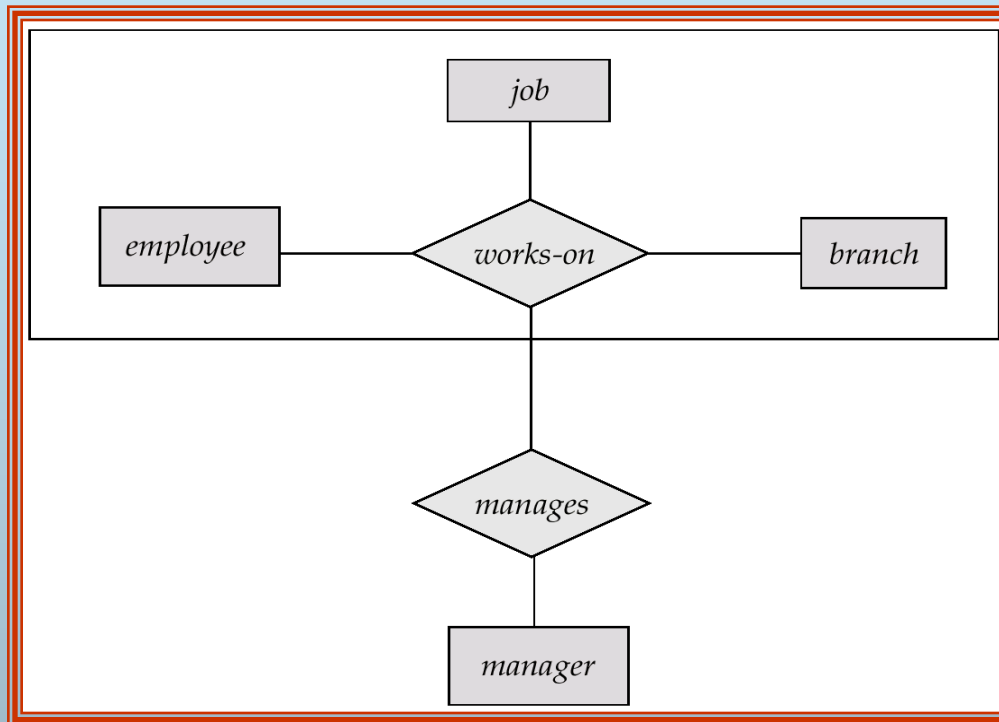 job
employee
works-on
branch
manages
manager